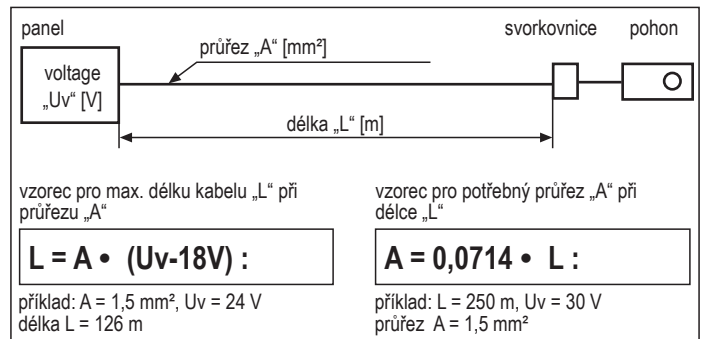 panel
svorkovnice
pohon
průřez „A“ [mm²]
voltage
„Uv“ [V]
délka „L“ [m]
vzorec pro max. délku kabelu „L“ při
průřezu „A“
L = A • (Uv-18V) :
příklad: A = 1,5 mm², Uv = 24 V
délka L = 126 m
vzorec pro potřebný průřez „A“ při
délce „L“
A = 0,0714 • L :
příklad: L = 250 m, Uv = 30 V
průřez A = 1,5 mm²